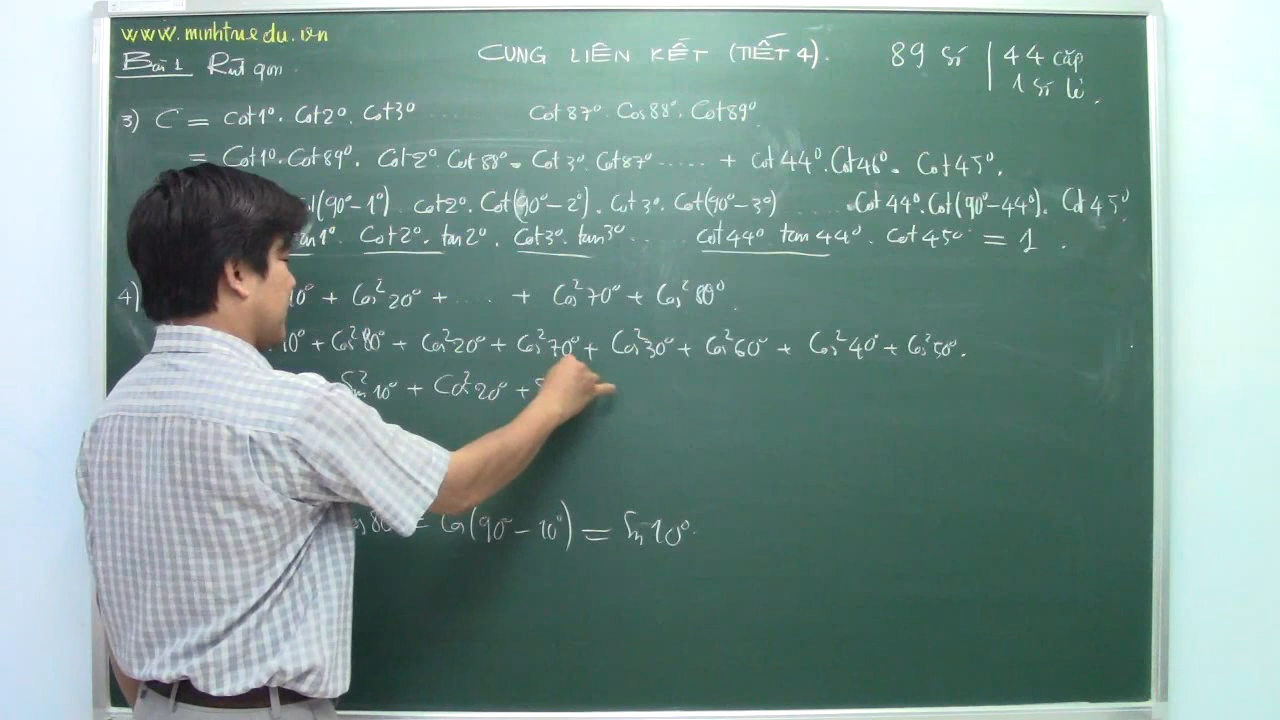 www.minhtue.edu.vn
CUNG LIÊN KẾT (TIẾT 4).
89 số | 44 cặp
1 số lẻ.
Bài 1 Rút gọn
3) C = Cot1°. Cot2°. Cot3° ..... Cot87°. Cos88°. Cot89°.
= Cot1°. Cot89°. Cot2° Cot88°. Cot3°. Cot87° ..... + Cot44°. Cot46°. Cot45°.
(90°-1°). Cot2°. Cot(90°-2°). Cot3°. Cot(90°-3°) ..... Cot44°. Cot(90°-44°). Cot45°
tan1°. Cot2°. tan2°. Cot3°. tan3° ..... Cot44° tan44°. Cot45° = 1.
4) 10° + Cos²20° + ..... + Cos²70° + Cos²80°.
10° + Cos²80° + Cos²20° + Cos²70° + Cos²30° + Cos²60° + Cos²40° + Cos²50°.
Sin²10° + Co²20° +
80° = Cos(90° - 10°) = Sin10°.